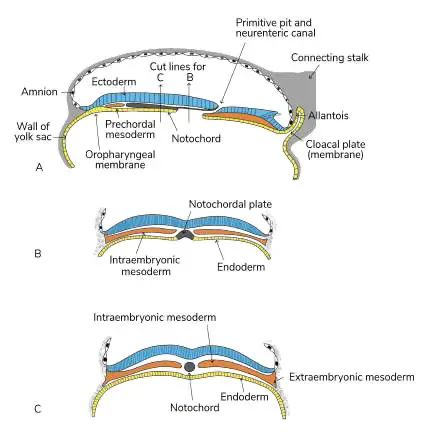 Primitive pit and
neurenteric canal
Cut lines for
C
B
Connecting stalk
Ectoderm
Amnion
Allantois
Prechordal
mesoderm
Wall of
yolk sac
Notochord
Oropharyngeal
membrane
Cloacal plate
(membrane)
A
Notochordal plate
B
Intraembryonic
mesoderm
Endoderm
Intraembryonic mesoderm
Extraembryonic mesoderm
Endoderm
Notochord
C